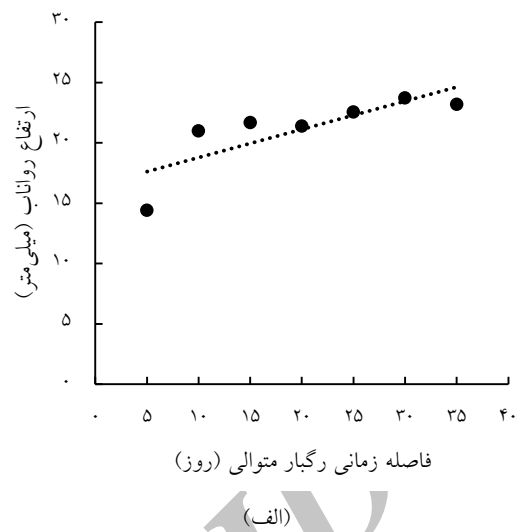 ۳۰
۲۵
۲۰
۱۵
۱۰
۵
۰
ارتفاع رواناب (میلی‌متر)
۰ ۵ ۱۰ ۱۵ ۲۰ ۲۵ ۳۰ ۳۵ ۴۰
فاصله زمانی رگبار متوالی (روز)
(الف)